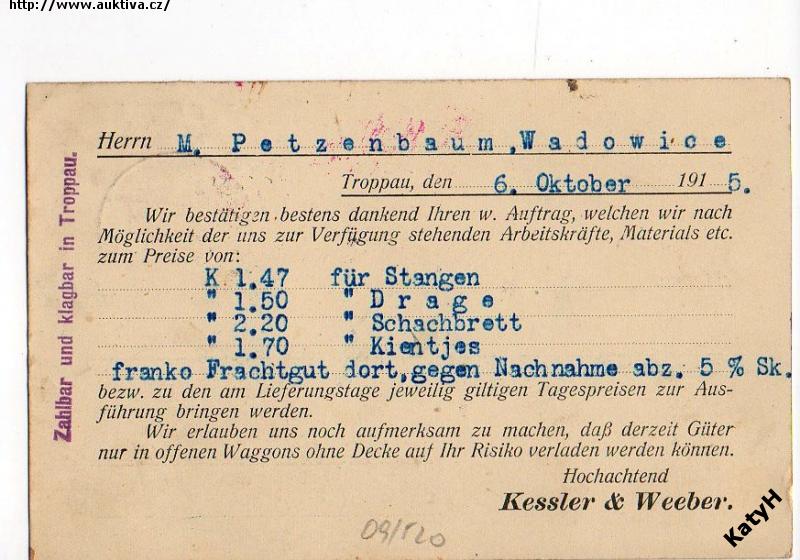 http://www.auktiva.cz/
Herrn M. Petzenbaum, Wadowice
Troppau, den 6. Oktober 1915.
Wir bestätigen bestens dankend Ihren w. Auftrag, welchen wir nach
Möglichkeit der uns zur Verfügung stehenden Arbeitskräfte, Materials etc.
zum Preise von:
K 1.47 für Stangen
" 1.50 " Drage
" 2.20 " Schachbrett
" 1.70 " Kientjes
franko Frachtgut dort, gegen Nachnahme abz. 5 % Sk.
bezw. zu den am Lieferungstage jeweilig giltigen Tagespreisen zur Aus-
führung bringen werden.
Wir erlauben uns noch aufmerksam zu machen, daß derzeit Güter
nur in offenen Waggons ohne Decke auf Ihr Risiko verladen werden können.
Hochachtend
Kessler & Weeber.
Zahlbar und klagbar in Troppau.
KatyH